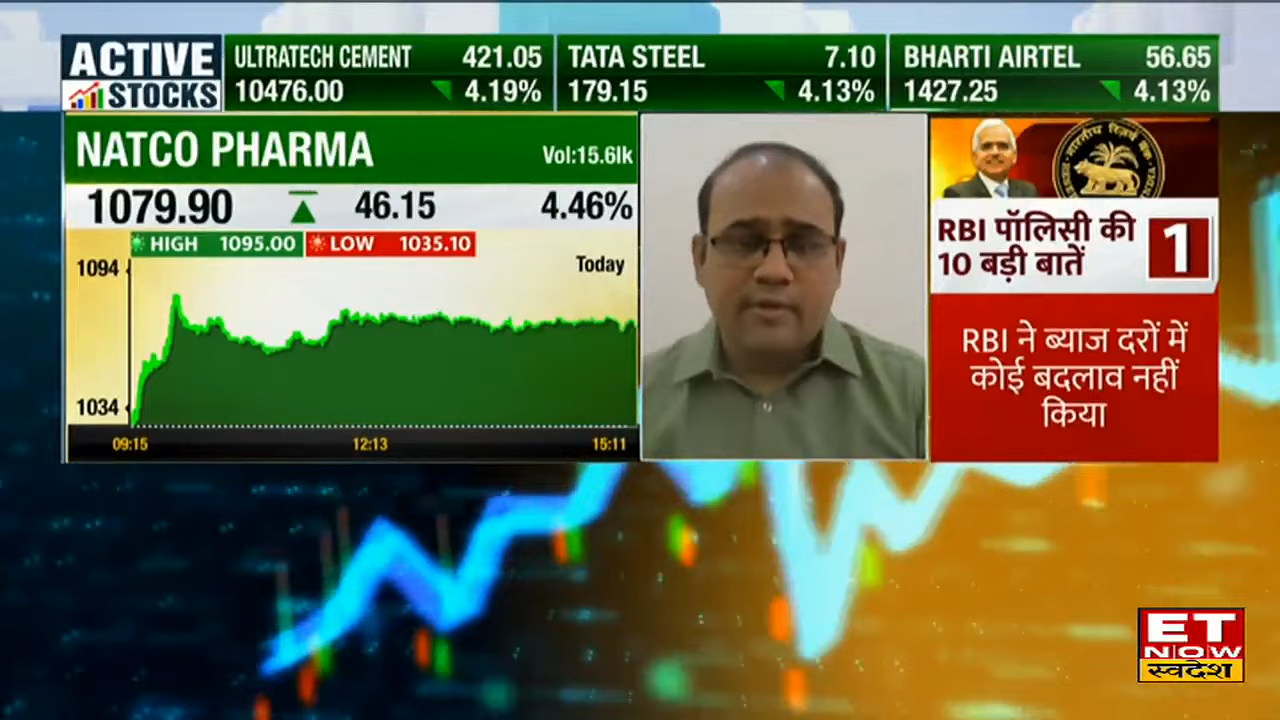 ACTIVE STOCKS
ULTRATECH CEMENT 421.05
10476.00 4.19%
TATA STEEL 7.10
179.15 4.13%
BHARTI AIRTEL 56.65
1427.25 4.13%
NATCO PHARMA Vol:15.6lk
1079.90 46.15 4.46%
HIGH 1095.00 LOW 1035.10
Today
1094
1034
09:15 12:13 15:11
RBI पॉलिसी की
10 बड़ी बातें
1
RBI ने ब्याज दरों में
कोई बदलाव नहीं
किया
ET
NOW
स्वदेश